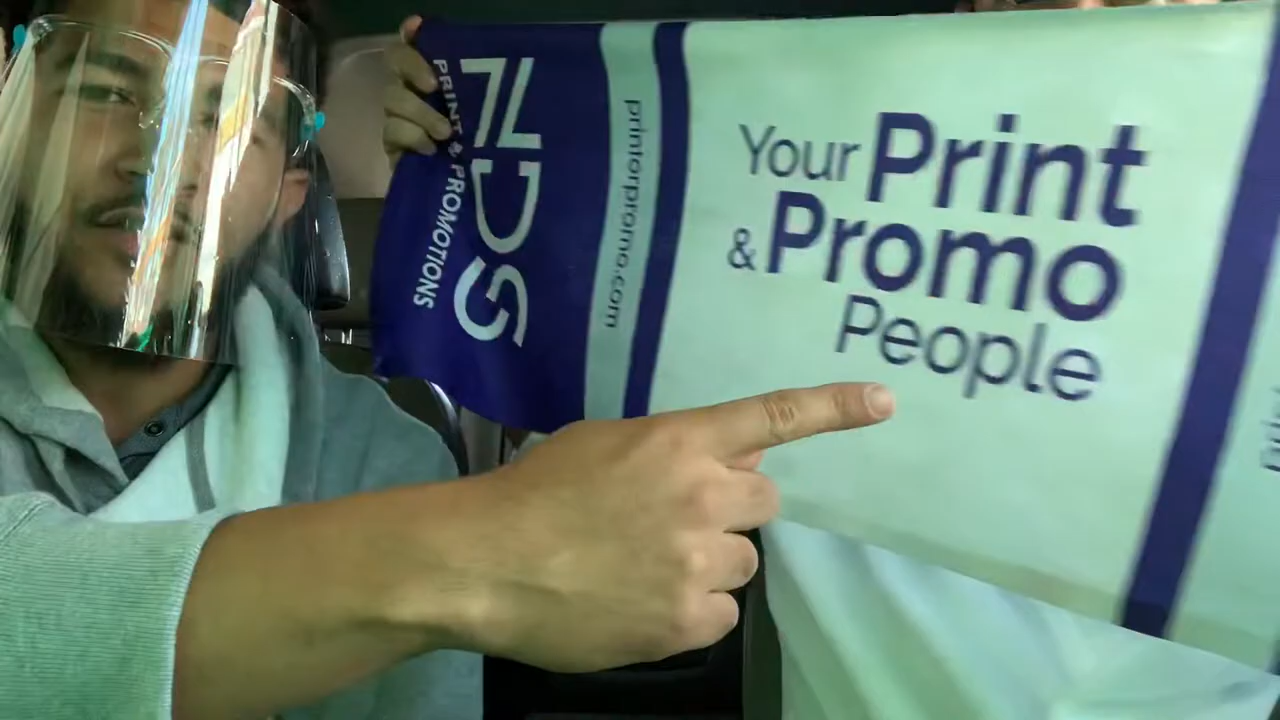 NDS
PRINT & PROMOTIONS
printorpromo.com
Your Print
& Promo
People